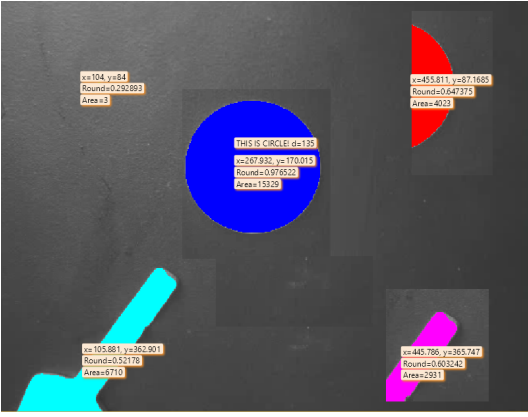 x=104, y=84
Round=0.292893
Area=3
x=455.811, y=87.1685
Round=0.647375
Area=4023
THIS IS CIRCLE! d=135
x=267.932, y=170.015
Round=0.976522
Area=15329
x=105.881, y=362.901
Round=0.52178
Area=6710
x=445.786, y=365.747
Round=0.603242
Area=2931